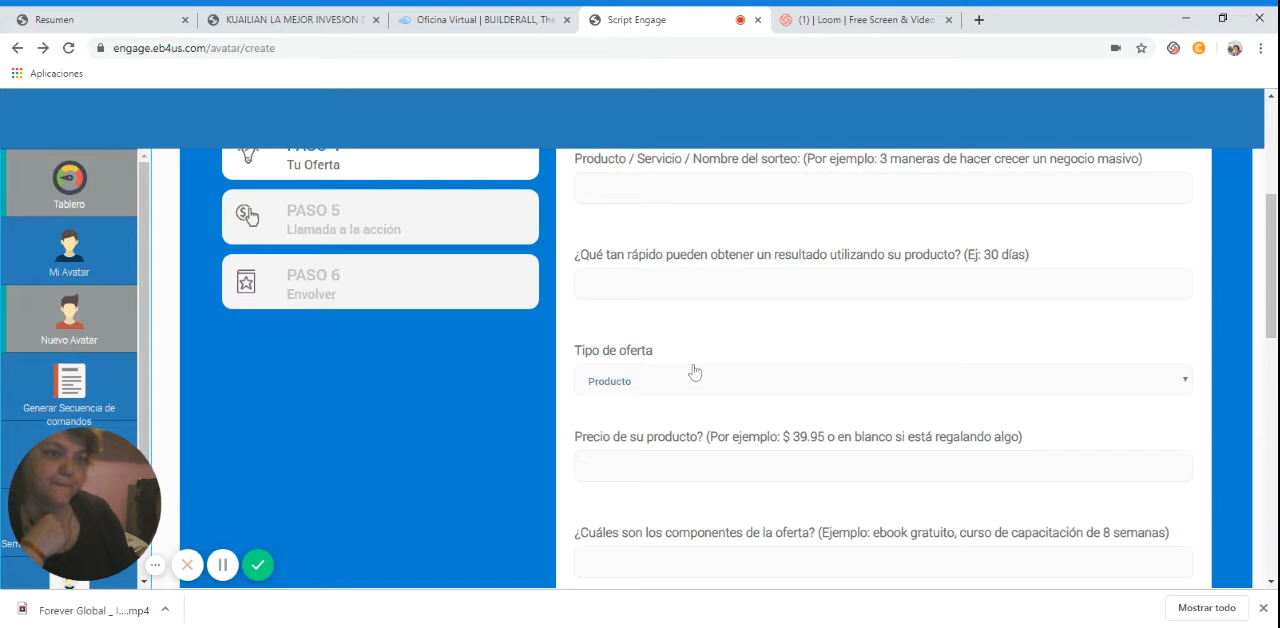 Resumen
KUAILIAN LA MEJOR INVESION
Oficina Virtual | BUILDERALL, The
Script Engage
(1) | Loom | Free Screen & Video
engage.eb4us.com/avatar/create
Aplicaciones
Tablero
Mi Avatar
Nuevo Avatar
Generar Secuencia de
comandos
Tu Oferta
PASO 5
Llamada a la acción
PASO 6
Envolver
Producto / Servicio / Nombre del sorteo: (Por ejemplo: 3 maneras de hacer crecer un negocio masivo)
¿Qué tan rápido pueden obtener un resultado utilizando su producto? (Ej: 30 días)
Tipo de oferta
Producto
Precio de su producto? (Por ejemplo: $ 39.95 o en blanco si está regalando algo)
¿Cuáles son los componentes de la oferta? (Ejemplo: ebook gratuito, curso de capacitación de 8 semanas)
Forever Global _ I....mp4
Mostrar todo